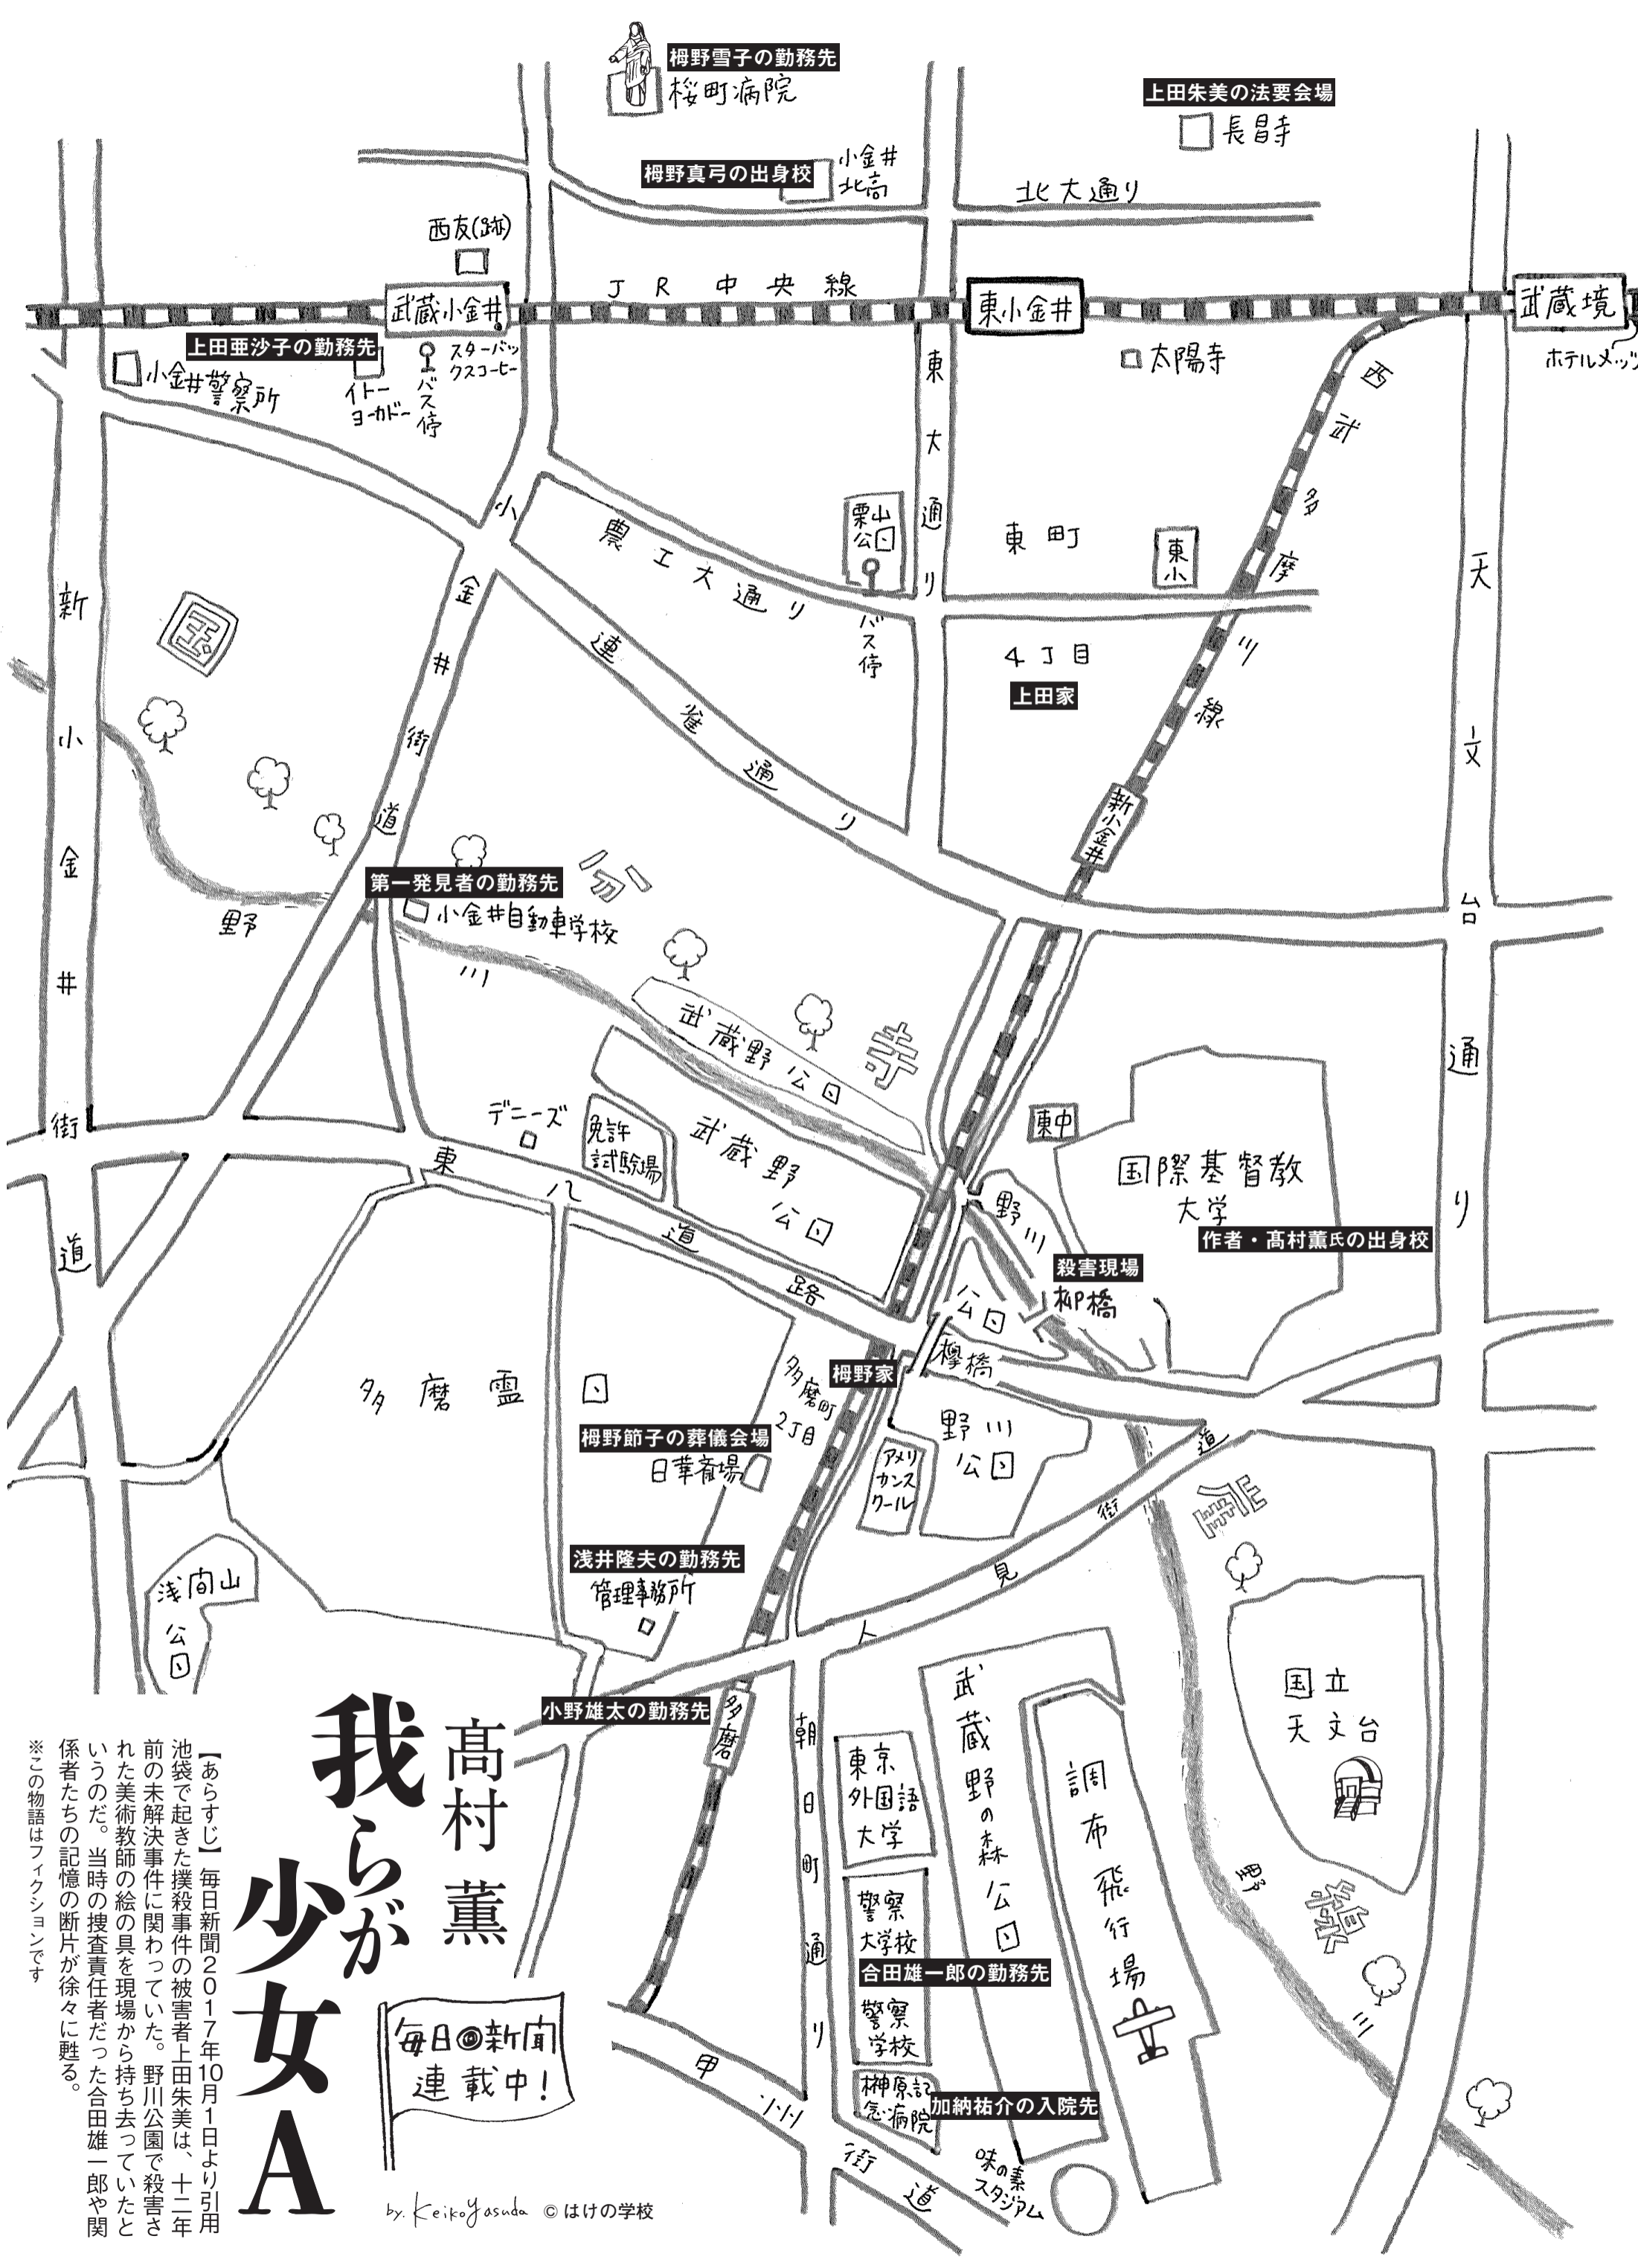 栂野雪子の勤務先
桜町病院
上田朱美の法要会場
長昌寺
栂野真弓の出身校
小金井
北高
北大通り
西友(跡)
JR中央線
武蔵小金井
東小金井
武蔵境
ホテルメッツ
上田亜沙子の勤務先
小金井警察所
イトー
ヨーカドー
バス停
スターバッ
クスコーヒー
太陽寺
東大通り
西武多摩川線
小金井街道
農工大通り
栗山
公园
バス停
東町
東
小
4丁目
上田家
連雀通り
新小金井街道
天文台通り
国分寺崖線
新小金井
第一発見者の勤務先
小金井自動車学校
野川
武蔵野公园
武蔵野
公园
デニーズ
免許
試験場
東八道路
東中
国際基督教
大学
作者・髙村薫氏の出身校
野川
公园
殺害現場
柳橋
栂野家
多磨町
2丁目
多磨霊园
栂野節子の葬儀会場
日華斎場
野川
公园
アメリ
カンス
クール
浅井隆夫の勤務先
管理事務所
浅間山
公园
人見街道
小野雄太の勤務先
多磨
朝日町通り
東京
外国語
大学
武蔵野の森公园
調布飛行場
国立
天文台
野川
警察
大学校
合田雄一郎の勤務先
警察
学校
榊原記
念病院
加納祐介の入院先
味の素
スタジアム
甲州街道
髙村 薫
我らが
少女A
【あらすじ】毎日新聞2017年10月1日より引用
池袋で起きた撲殺事件の被害者上田朱美は、十二年
前の未解決事件に関わっていた。野川公園で殺害さ
れた美術教師の絵の具を現場から持ち去っていたと
いうのだ。当時の捜査責任者だった合田雄一郎や関
係者たちの記憶の断片が徐々に甦る。
※この物語はフィクションです
毎日新聞
連載中!
by. Keiko Yasuda © はけの学校